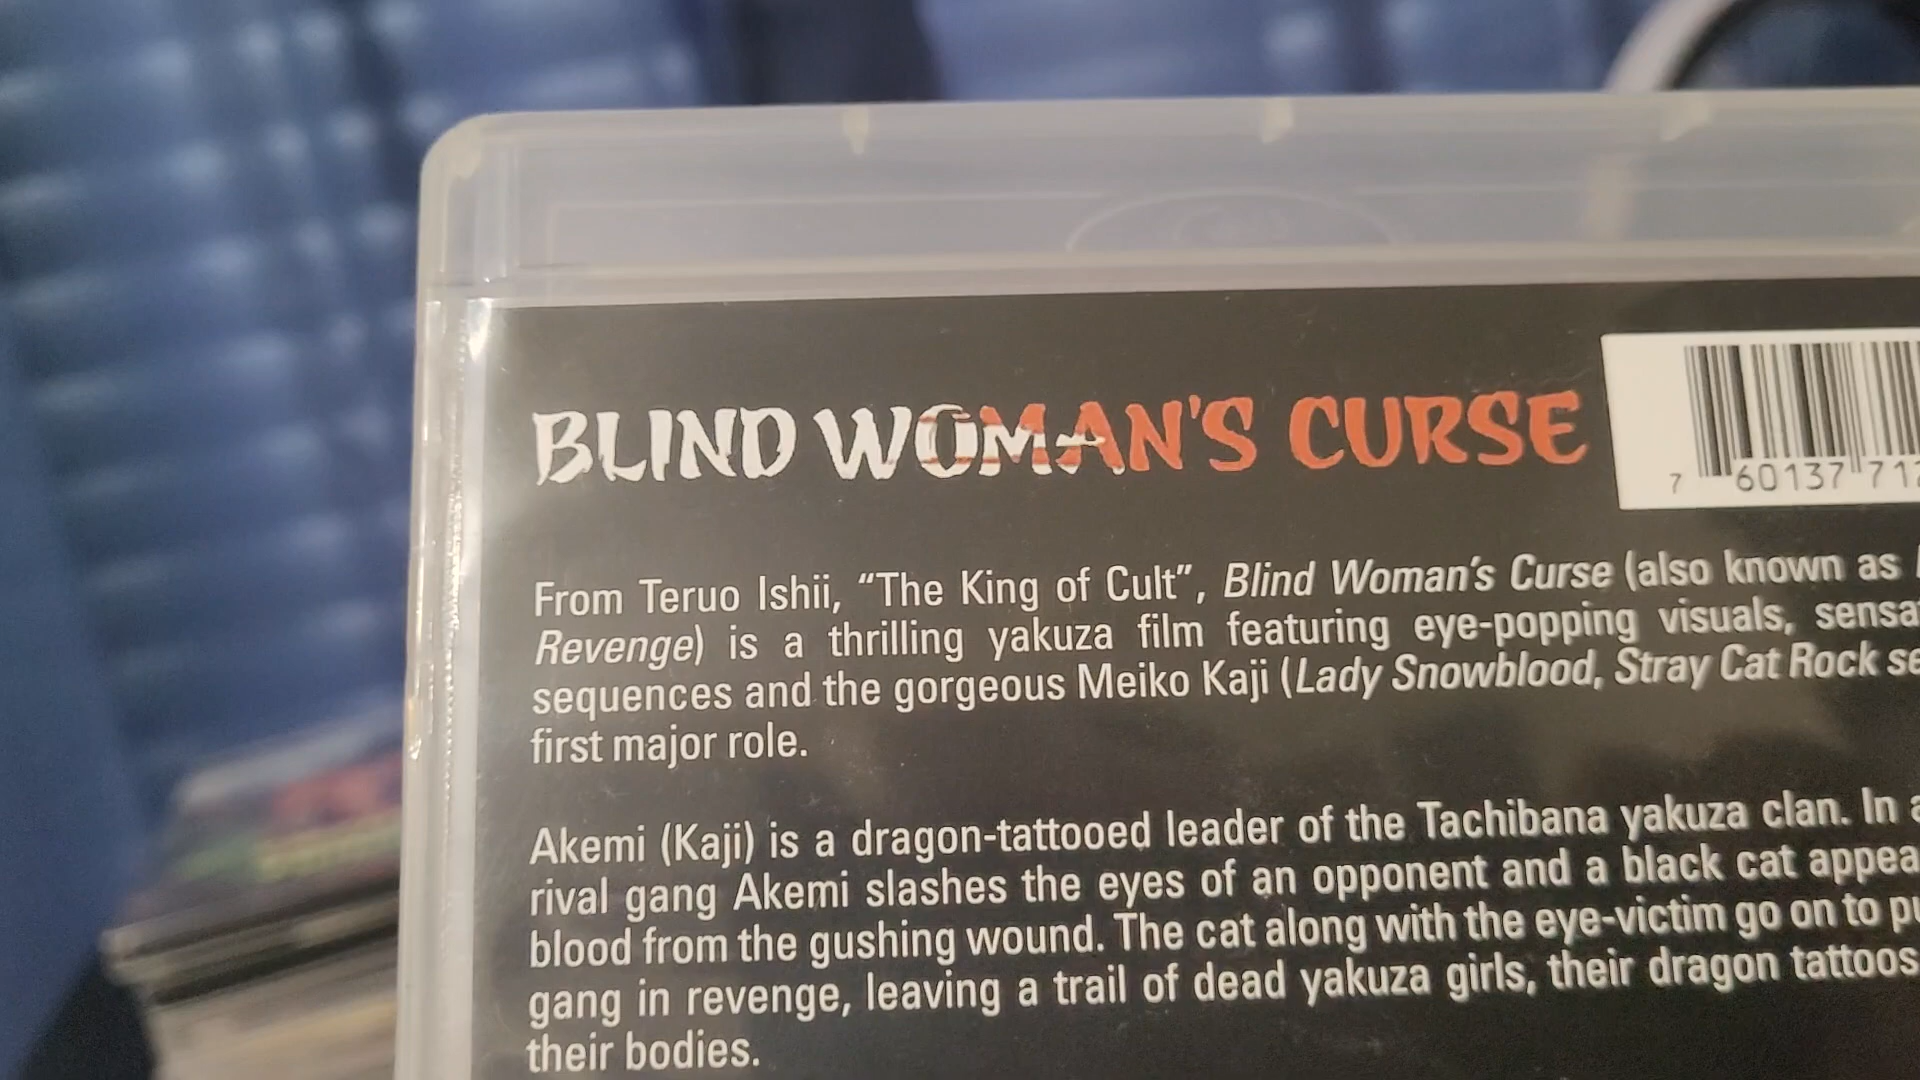 BLIND WOMAN'S CURSE
7 60137 712
From Teruo Ishii, “The King of Cult”, Blind Woman's Curse (also known as
Revenge) is a thrilling yakuza film featuring eye-popping visuals,
sequences and the gorgeous Meiko Kaji (Lady Snowblood, Stray Cat Rock
first major role.
Akemi (Kaji) is a dragon-tattooed leader of the Tachibana yakuza clan. In
rival gang Akemi slashes the eyes of an opponent and a black cat
blood from the gushing wound. The cat along with the eye-victim go on to
gang in revenge, leaving a trail of dead yakuza girls, their dragon tattoos
their bodies.